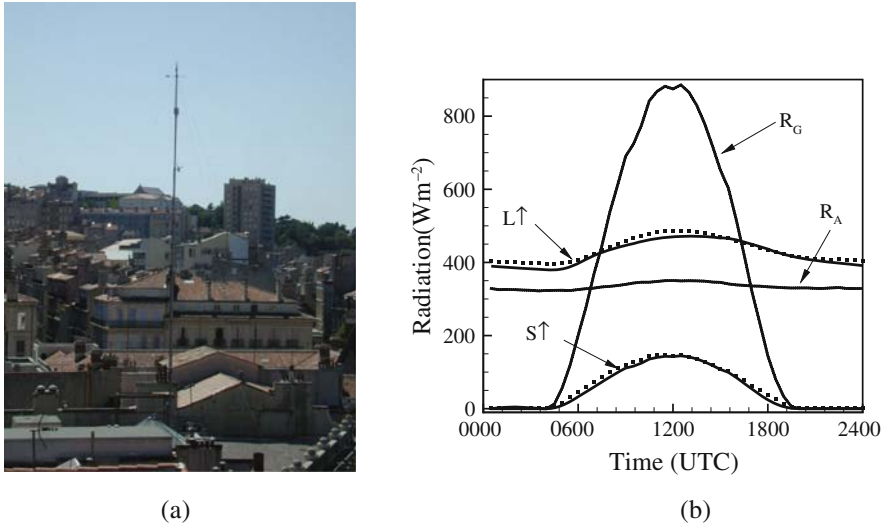 800
600
400
200
0
Radiation(Wm⁻²)
R_G
L↑
R_A
S↑
0000 0600 1200 1800 2400
Time (UTC)
(a)
(b)